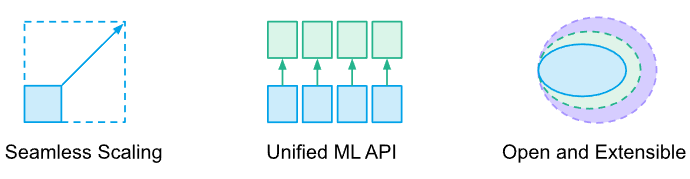 Seamless Scaling
Unified ML API
Open and Extensible